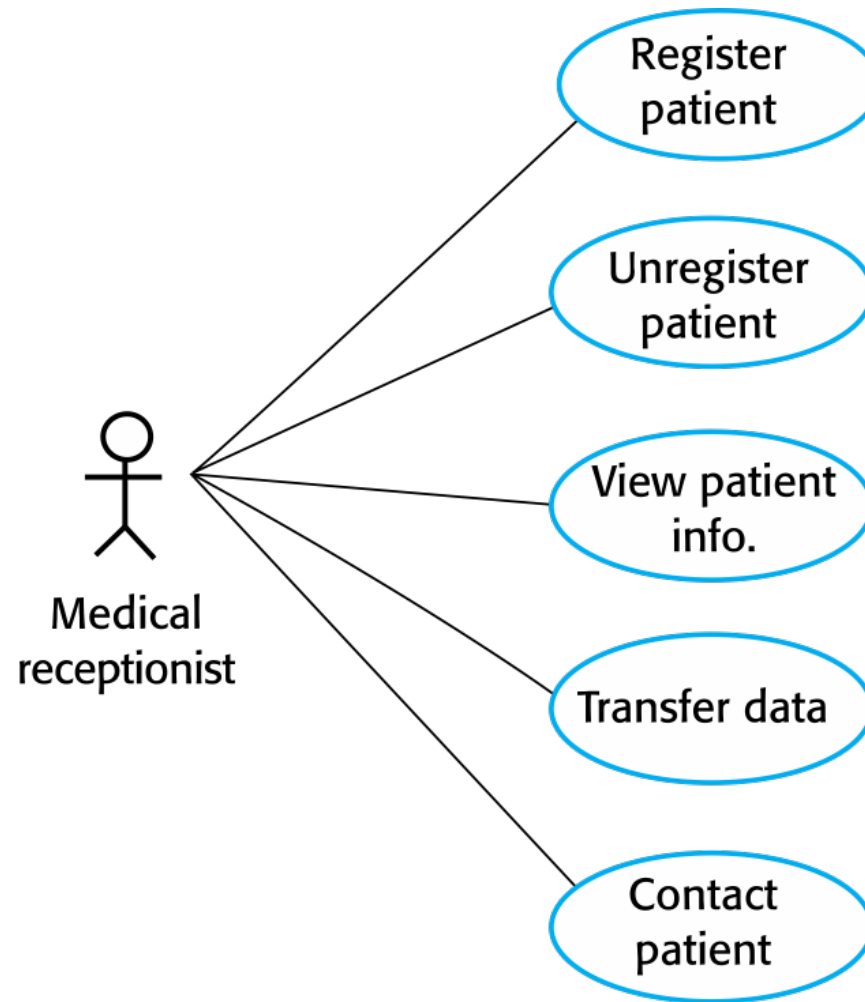 Register
patient
Unregister
patient
View patient
info.
Medical
receptionist
Transfer data
Contact
patient